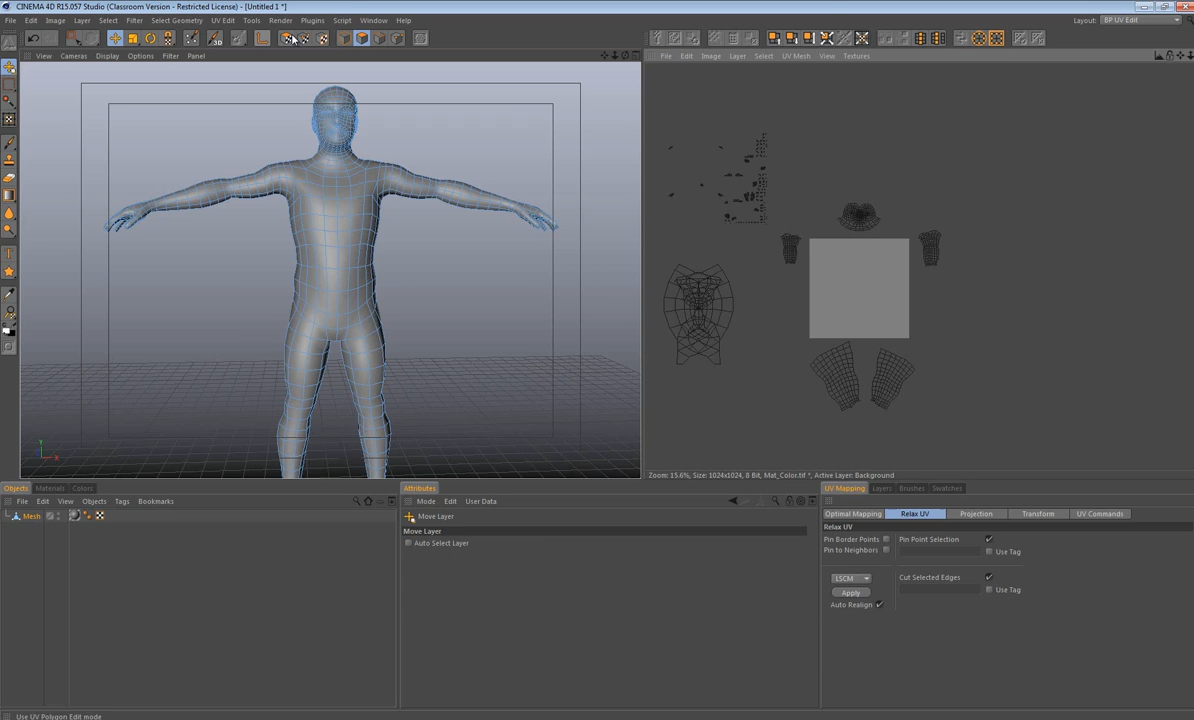 CINEMA 4D R15.057 Studio (Classroom Version - Restricted License) - [Untitled 1 *]
File Edit Image Layer Select Filter Select Geometry UV Edit Tools Render Plugins Script Window Help Layout: BP UV Edit
3D
View Cameras Display Options Filter Panel
File Edit Image Layer Select UV Mesh View Textures
Y
X
Zoom: 15.6%, Size: 1024x1024, 8 Bit, Mat_Color.tif *, Active Layer: Background
Objects Materials Colors
Attributes
UV Mapping Layers Brushes Swatches
File Edit View Objects Tags Bookmarks
Mode Edit User Data
Mesh
Move Layer
Move Layer
Auto Select Layer
Optimal Mapping Relax UV Projection Transform UV Commands
Relax UV
Pin Border Points Pin Point Selection
Pin to Neighbors Use Tag
LSCM Cut Selected Edges
Apply Use Tag
Auto Realign
Use UV Polygon Edit mode